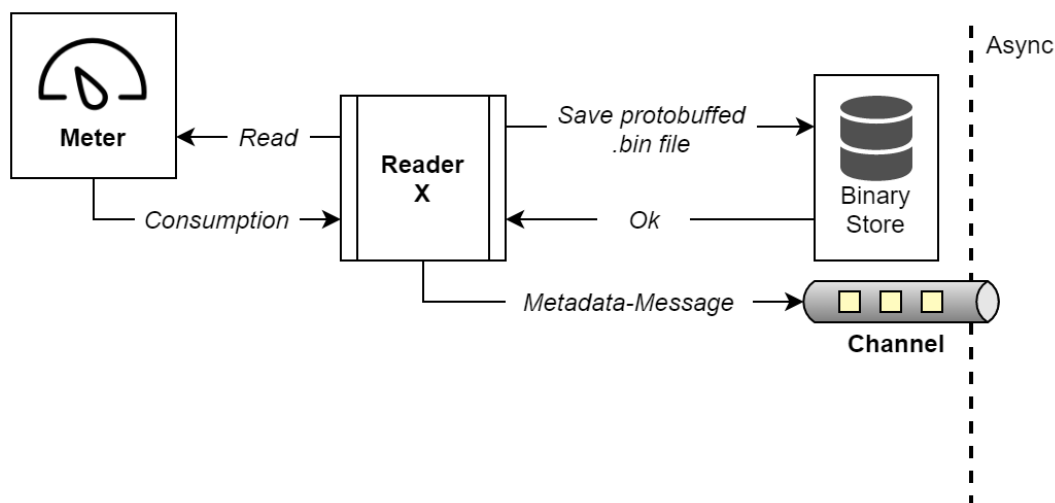 Async
Meter
Read
Save protobuffed
.bin file
Reader
X
Consumption
Ok
Binary
Store
Metadata-Message
Channel